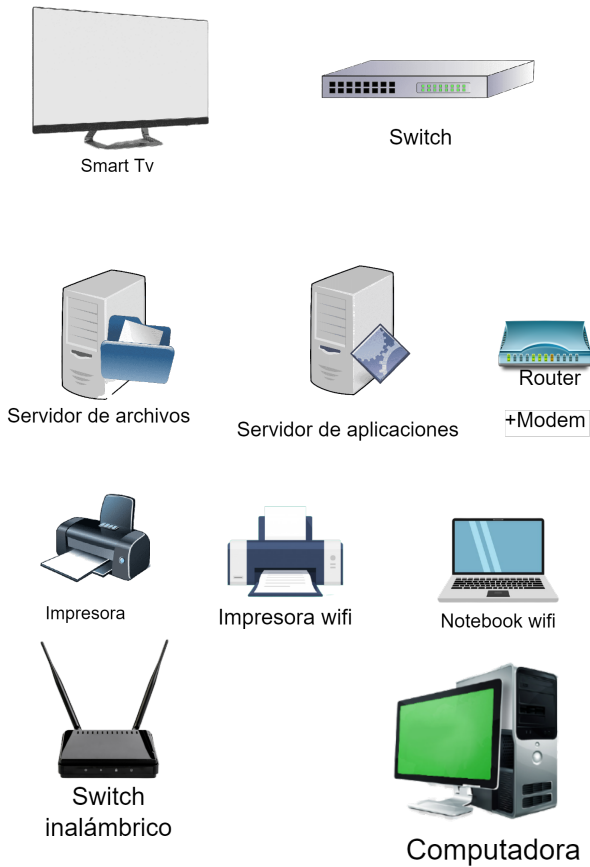 Smart Tv
Switch
Servidor de archivos
Servidor de aplicaciones
Router
+Modem
Impresora
Impresora wifi
Notebook wifi
Switch
inalámbrico
Computadora